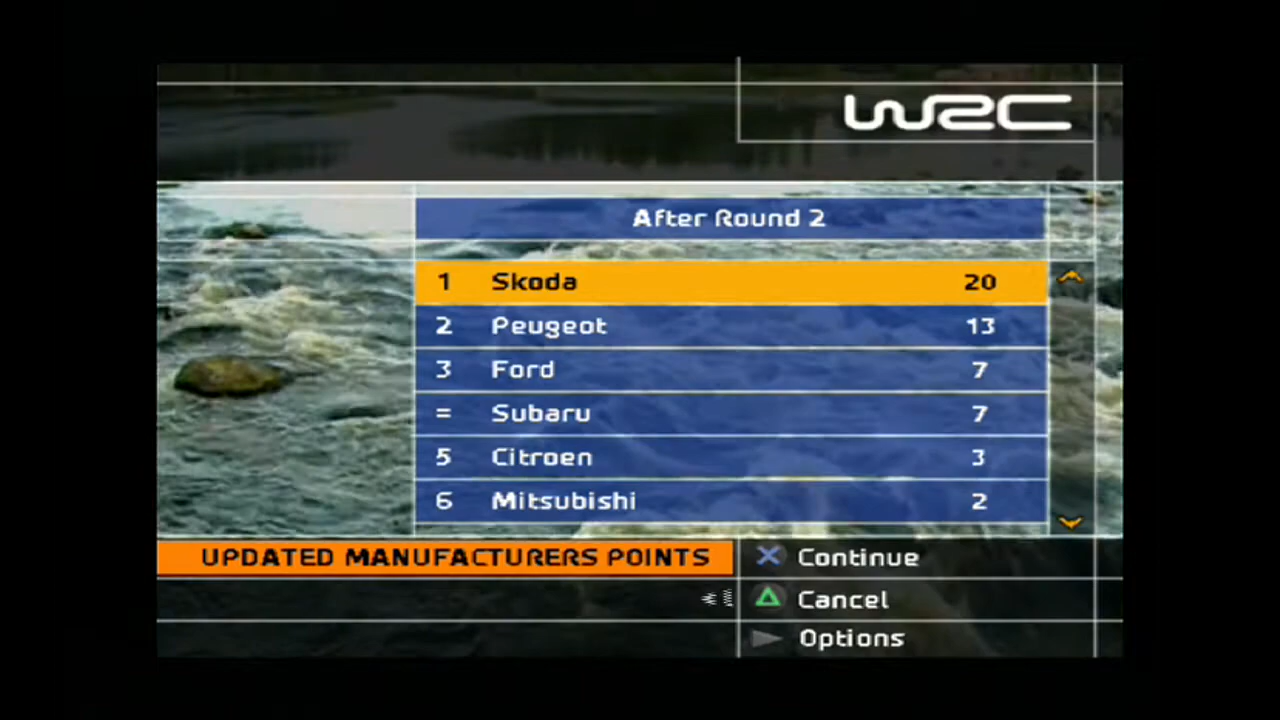 WRC
After Round 2
1 Skoda 20
2 Peugeot 13
3 Ford 7
= Subaru 7
5 Citroen 3
6 Mitsubishi 2
UPDATED MANUFACTURERS POINTS
Continue
Cancel
Options